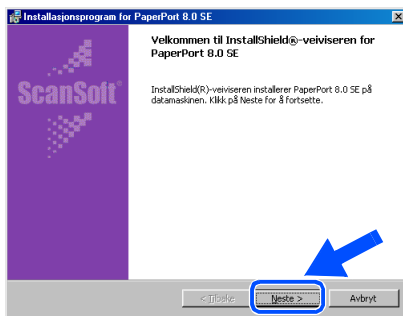 Installasjonsprogram for PaperPort 8.0 SE
Velkommen til InstallShield®-veiviseren for
PaperPort 8.0 SE
ScanSoft®
InstallShield(R)-veiviseren installerer PaperPort 8.0 SE på
datamaskinen. Klikk på Neste for å fortsette.
< Tilbake
Neste >
Avbryt